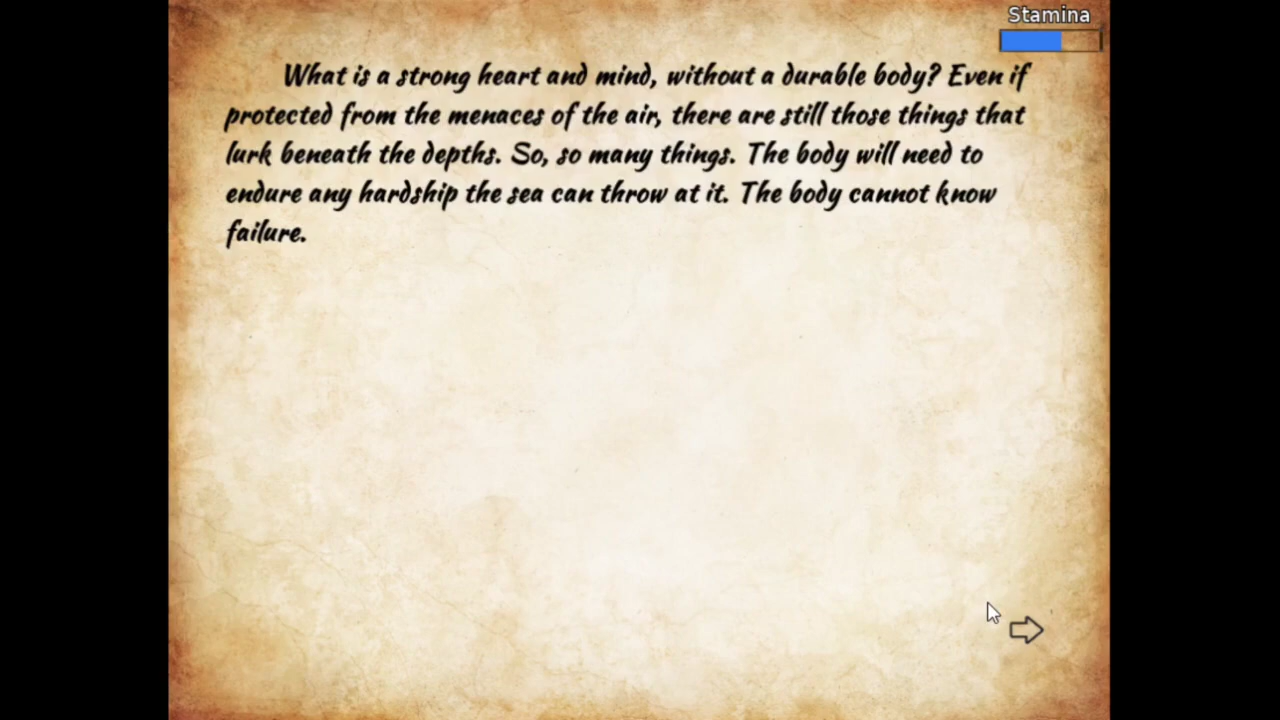 Stamina
What is a strong heart and mind, without a durable body? Even if
protected from the menaces of the air, there are still those things that
lurk beneath the depths. So, so many things. The body will need to
endure any hardship the sea can throw at it. The body cannot know
failure.